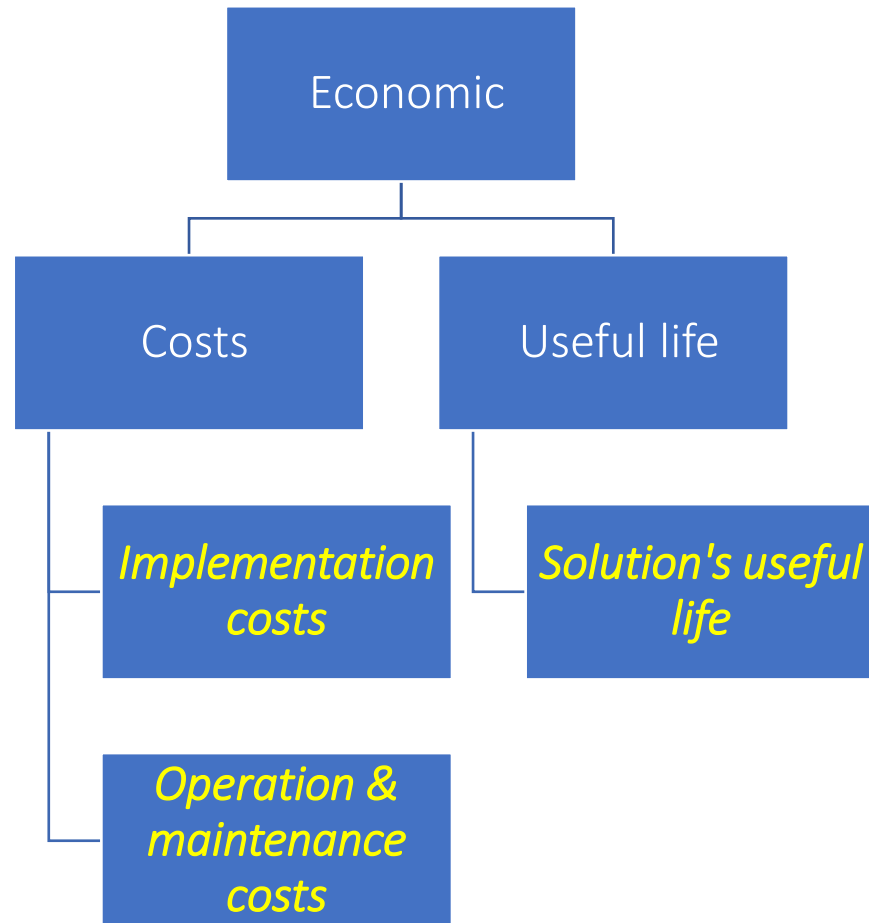 Economic
Costs
Useful life
Implementation
costs
Solution's useful
life
Operation &
maintenance
costs